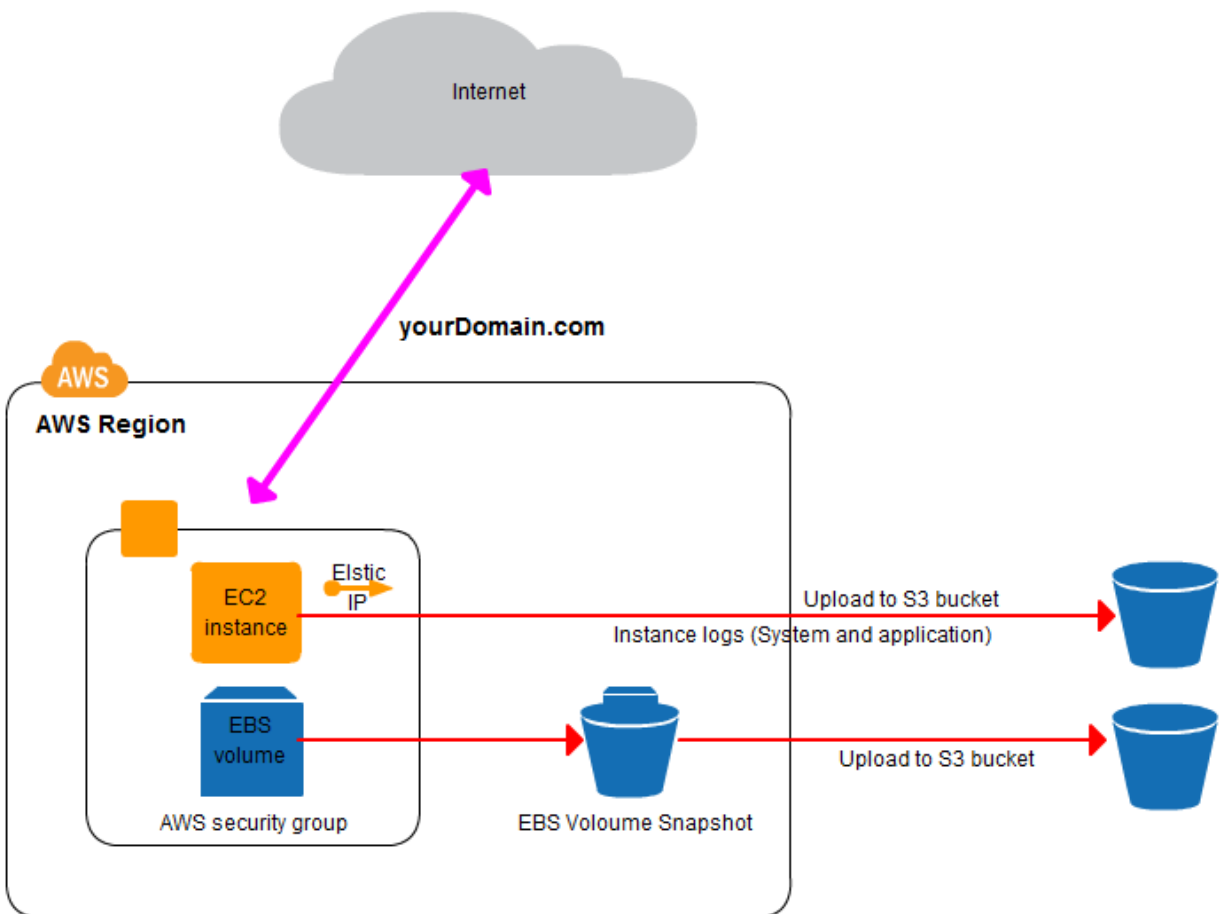 Internet
yourDomain.com
AWS
AWS Region
Elstic
IP
EC2
instance
Upload to S3 bucket
Instance logs (System and application)
EBS
volume
Upload to S3 bucket
AWS security group
EBS Voloume Snapshot